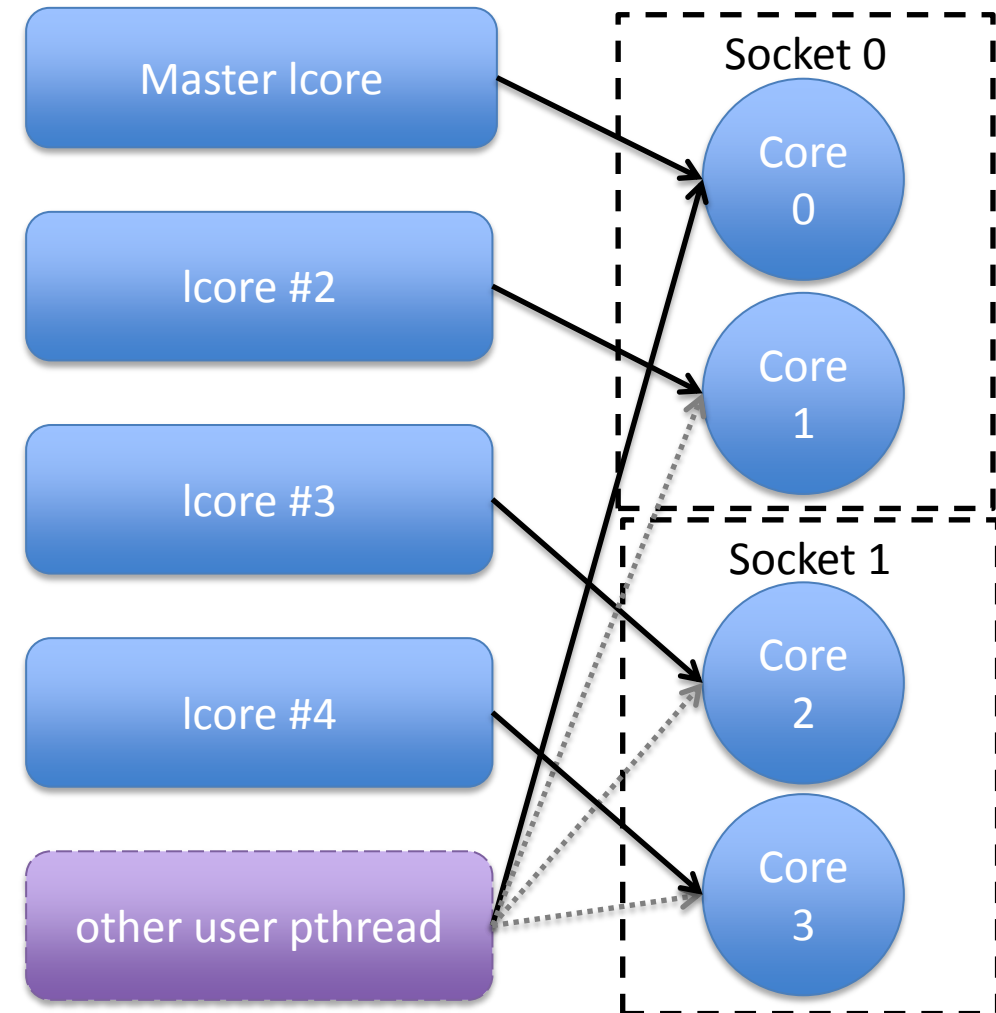 Master lcore
lcore #2
lcore #3
lcore #4
other user pthread
Socket 0
Core
0
Core
1
Socket 1
Core
2
Core
3